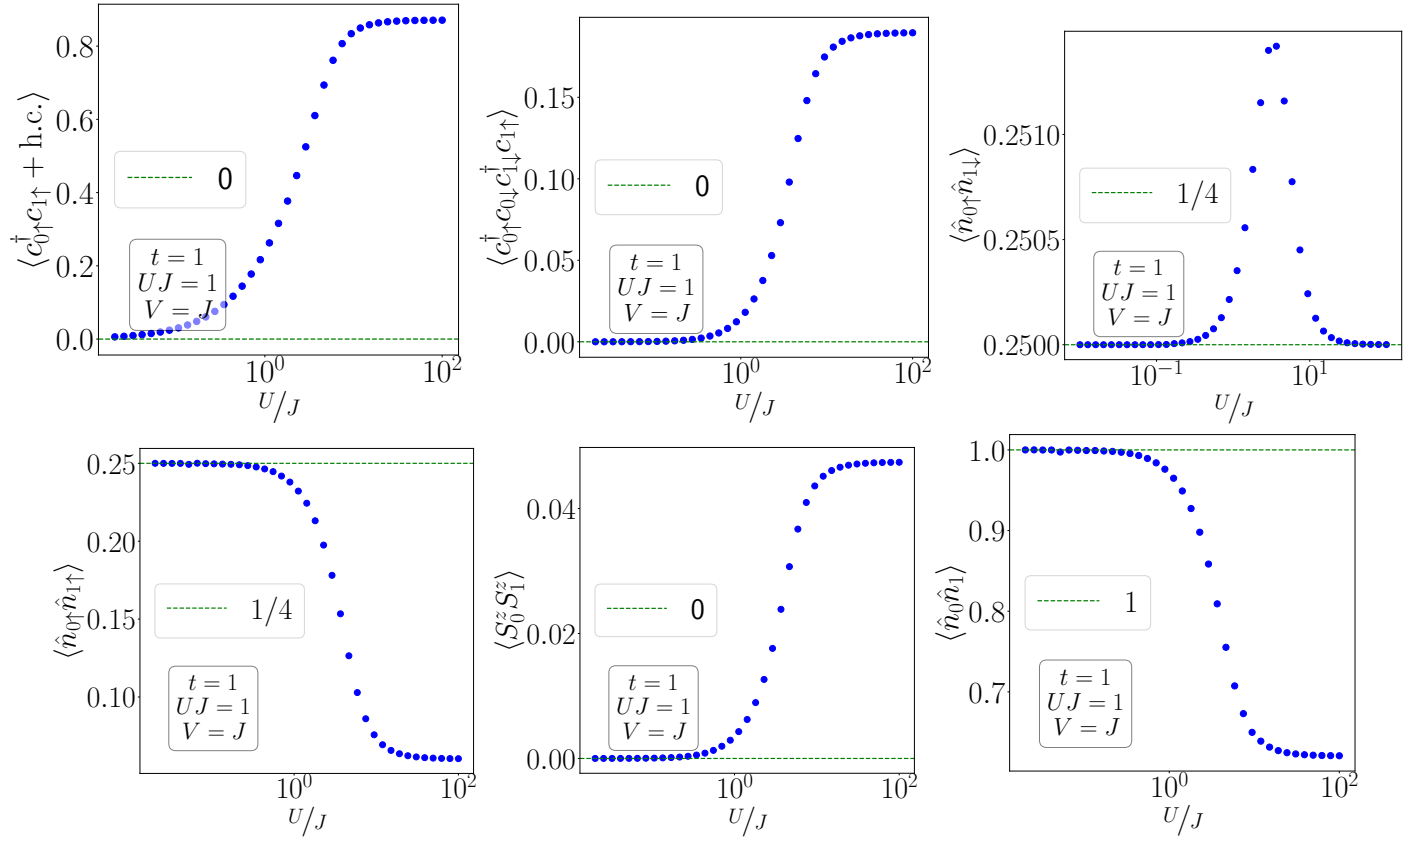 ⟨c†0↑c1↑ + h.c.⟩
0.8
0.6
0.4
0.2
0.0
0
t = 1
UJ = 1
V = J
10^0
10^2
U/J
⟨c†0↑c0↓c†1↓c1↑⟩
0.15
0.10
0.05
0.00
0
t = 1
UJ = 1
V = J
10^0
10^2
U/J
⟨n̂0↑n̂1↓⟩
0.2510
0.2505
0.2500
1/4
t = 1
UJ = 1
V = J
10^-1
10^1
U/J
⟨n̂0↑n̂1↑⟩
0.25
0.20
0.15
0.10
1/4
t = 1
UJ = 1
V = J
10^0
10^2
U/J
⟨S^z_0 S^z_1⟩
0.04
0.02
0.00
0
t = 1
UJ = 1
V = J
10^0
10^2
U/J
⟨n̂0n̂1⟩
1.0
0.9
0.8
0.7
1
t = 1
UJ = 1
V = J
10^0
10^2
U/J